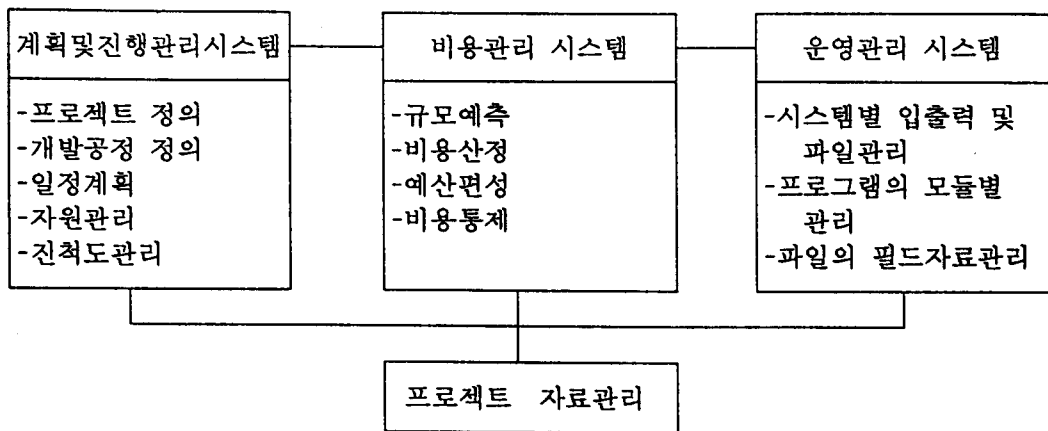 계획및진행관리시스템
-프로젝트 정의
-개발공정 정의
-일정계획
-자원관리
-진척도관리
비용관리 시스템
-규모예측
-비용산정
-예산편성
-비용통제
운영관리 시스템
-시스템별 입출력 및
파일관리
-프로그램의 모듈별
관리
-파일의 필드자료관리
프로젝트 자료관리